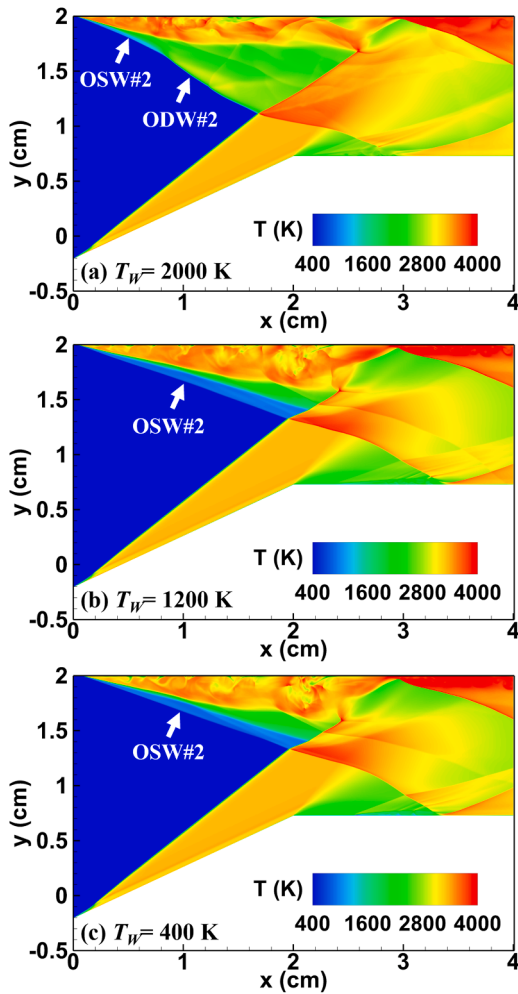 2
1.5
1
0.5
0
-0.5
y (cm)
OSW#2
ODW#2
T (K)
400 1600 2800 4000
(a) T_W= 2000 K
0 1 2 3 4
x (cm)
2
1.5
1
0.5
0
-0.5
y (cm)
OSW#2
T (K)
400 1600 2800 4000
(b) T_W= 1200 K
0 1 2 3 4
x (cm)
2
1.5
1
0.5
0
-0.5
y (cm)
OSW#2
T (K)
400 1600 2800 4000
(c) T_W= 400 K
0 1 2 3 4
x (cm)